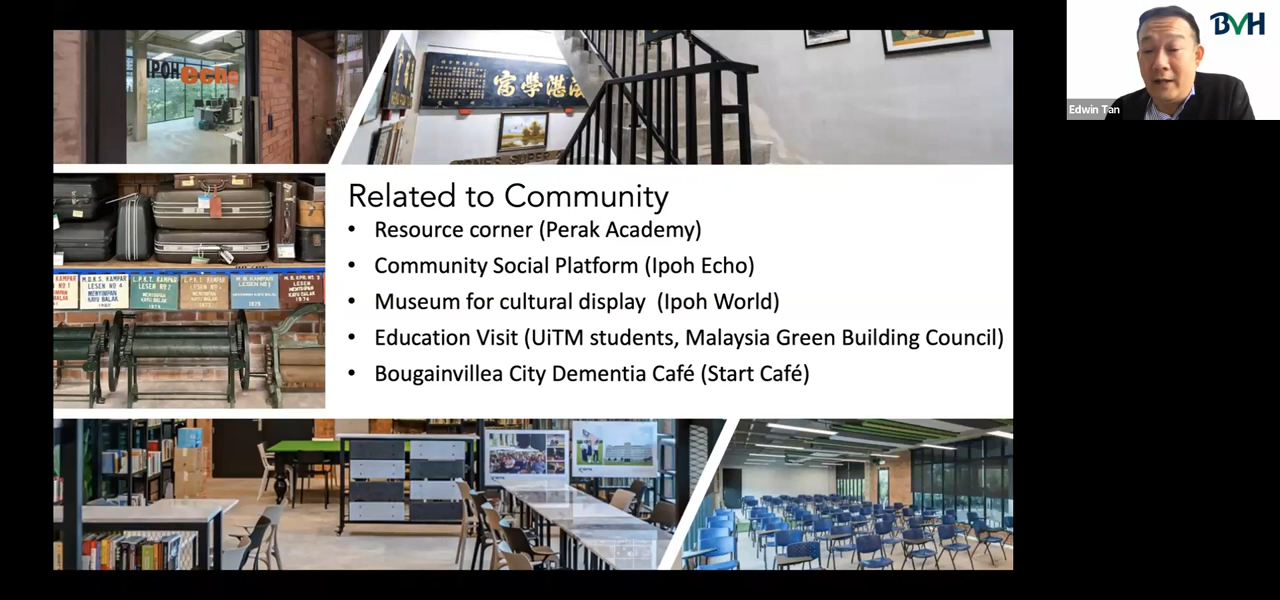 IPOH echo
富學湛
Related to Community
• Resource corner (Perak Academy)
• Community Social Platform (Ipoh Echo)
• Museum for cultural display (Ipoh World)
• Education Visit (UiTM students, Malaysia Green Building Council)
• Bougainvillea City Dementia Café (Start Café)
BVH
Edwin Tan